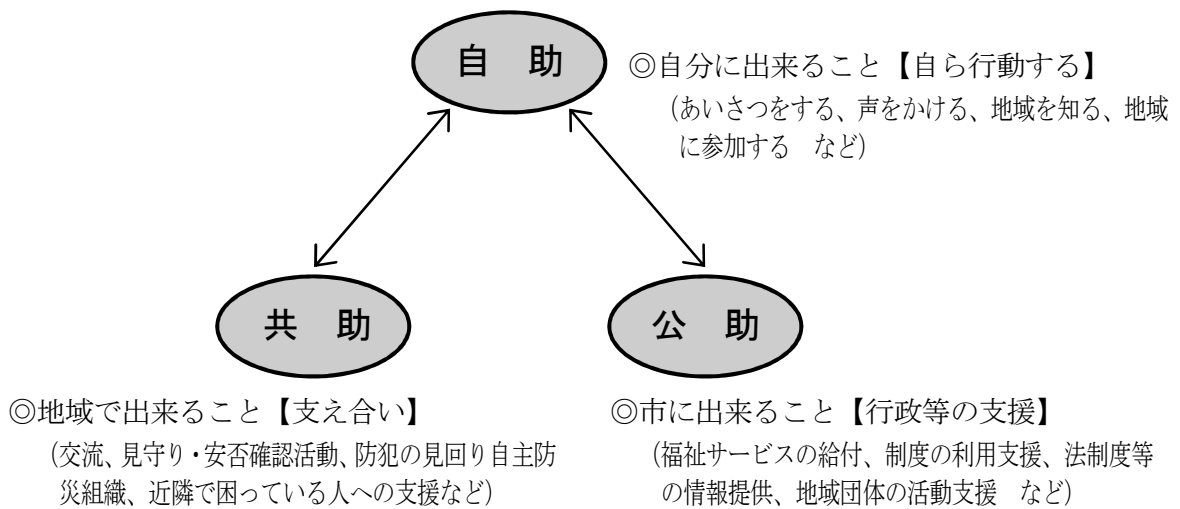 自　助
◎自分に出来ること【自ら行動する】
（あいさつをする、声をかける、地域を知る、地域
に参加する　など）
共　助
◎地域で出来ること【支え合い】
（交流、見守り・安否確認活動、防犯の見回り自主防
災組織、近隣で困っている人への支援など）
公　助
◎市に出来ること【行政等の支援】
（福祉サービスの給付、制度の利用支援、法制度等
の情報提供、地域団体の活動支援　など）